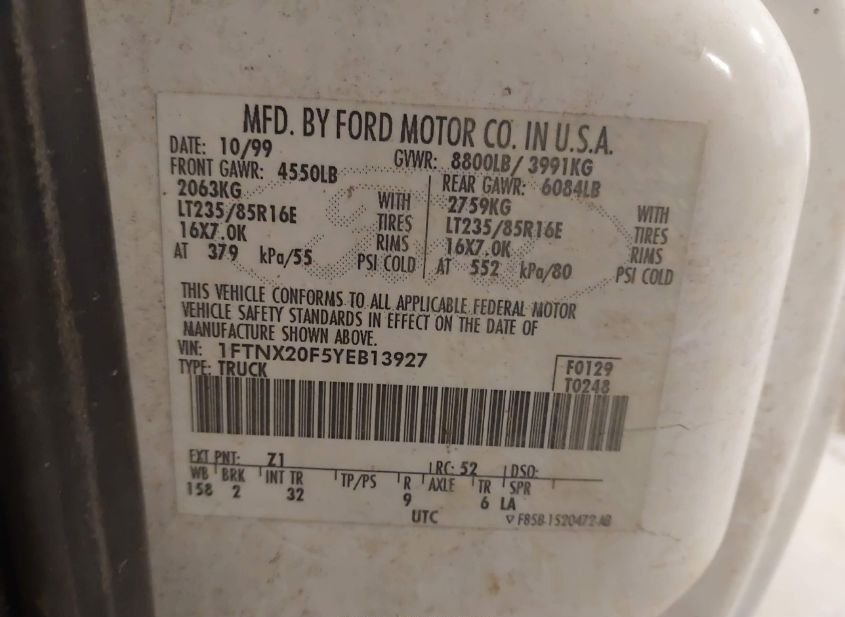 MFD. BY FORD MOTOR CO. IN U.S.A.
DATE: 10/99 GVWR: 8800LB/ 3991KG
FRONT GAWR: 4550LB REAR GAWR: 6084LB
2063KG WITH 2759KG WITH
LT235/85R16E TIRES LT235/85R16E TIRES
16X7.0K RIMS 16X7.0K RIMS
AT 379 kPa/55 PSI COLD AT 552 kPa/80 PSI COLD
THIS VEHICLE CONFORMS TO ALL APPLICABLE FEDERAL MOTOR
VEHICLE SAFETY STANDARDS IN EFFECT ON THE DATE OF
MANUFACTURE SHOWN ABOVE.
VIN: 1FTNX20F5YEB13927 F0129
TYPE: TRUCK T0248
EXT PNT: Z1 RC: 52 DSO:
WB BRK INT TR TP/PS R AXLE TR SPR
158 2 32 9 6 LA
UTC ▽ F85B-1520472-AB